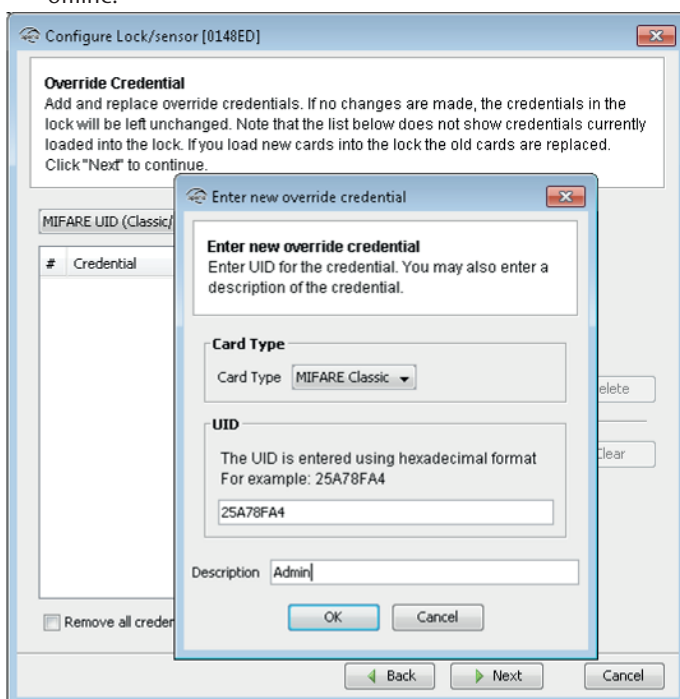 offline.
Configure Lock/sensor [0148ED]
Override Credential
Add and replace override credentials. If no changes are made, the credentials in the
lock will be left unchanged. Note that the list below does not show credentials currently
loaded into the lock. If you load new cards into the lock the old cards are replaced.
Click "Next" to continue.
Enter new override credential
MIFARE UID (Classic/
Enter new override credential
Enter UID for the credential. You may also enter a
description of the credential.
# Credential
Card Type
Card Type MIFARE Classic
elete
UID
The UID is entered using hexadecimal format
For example: 25A78FA4
Clear
25A78FA4
Description Admin
OK Cancel
Remove all creder
Back Next Cancel